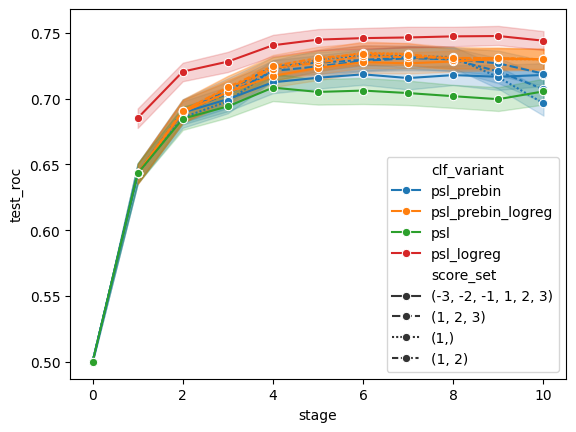 0.75
0.70
0.65
0.60
0.55
0.50
test_roc
0
2
4
6
8
10
stage
clf_variant
psl_prebin
psl_prebin_logreg
psl
psl_logreg
score_set
(-3, -2, -1, 1, 2, 3)
(1, 2, 3)
(1,)
(1, 2)